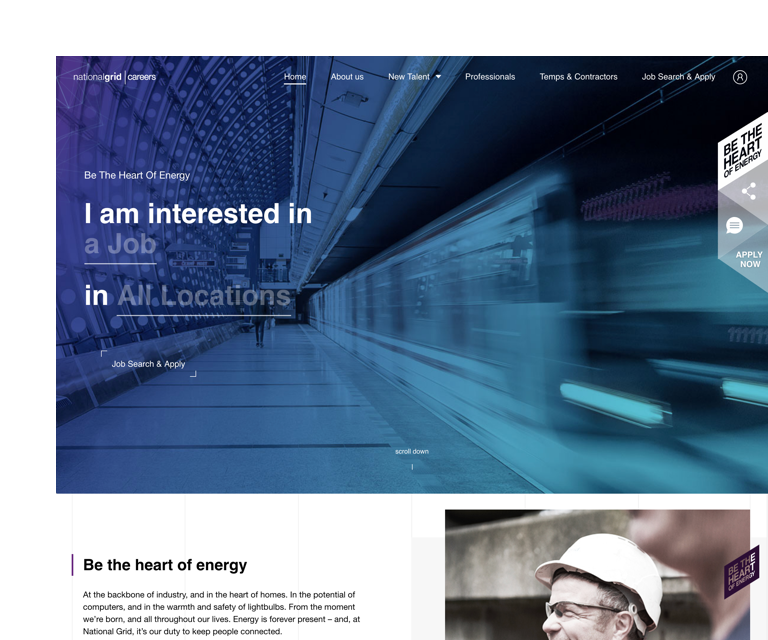 nationalgrid careers
Home
About us
New Talent
Professionals
Temps & Contractors
Job Search & Apply
BE THE
HEART
OF ENERGY
Be The Heart Of Energy
I am interested in
a Job
in All Locations
Job Search & Apply
APPLY
NOW
scroll down
Be the heart of energy
At the backbone of industry, and in the heart of homes. In the potential of
computers, and in the warmth and safety of lightbulbs. From the moment
we're born, and all throughout our lives. Energy is forever present – and, at
National Grid, it's our duty to keep people connected.
BE THE
HEART
OF ENERGY